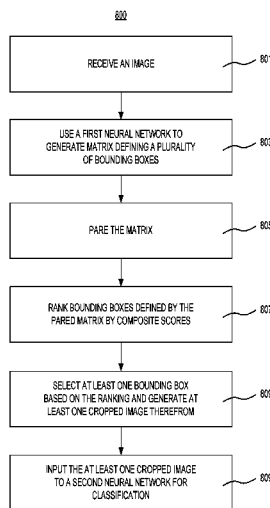 800
RECEIVE AN IMAGE
801
USE A FIRST NEURAL NETWORK TO
GENERATE MATRIX DEFINING A PLURALITY
OF BOUNDING BOXES
803
PARE THE MATRIX
805
RANK BOUNDING BOXES DEFINED BY THE
PARED MATRIX BY COMPOSITE SCORES
807
SELECT AT LEAST ONE BOUNDING BOX
BASED ON THE RANKING AND GENERATE AT
LEAST ONE CROPPED IMAGE THEREFROM
809
INPUT THE AT LEAST ONE CROPPED IMAGE
TO A SECOND NEURAL NETWORK FOR
CLASSIFICATION
809